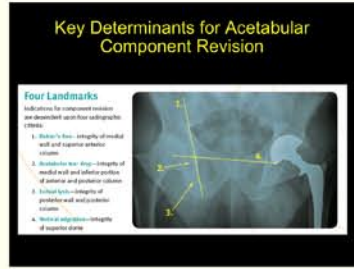 Key Determinants for Acetabular
Component Revision
Four Landmarks
Indications for component revision
are dependent upon four radiographic
criteria:
1. Kohler's line—integrity of medial
wall and superior anterior
column
2. Acetabular tear drop—integrity of
medial wall and inferior portion
of anterior and posterior column
3. Ischial lysis—integrity of
posterior wall and posterior
column
4. Vertical migration—integrity
of superior dome
1.
2.
3.
4.